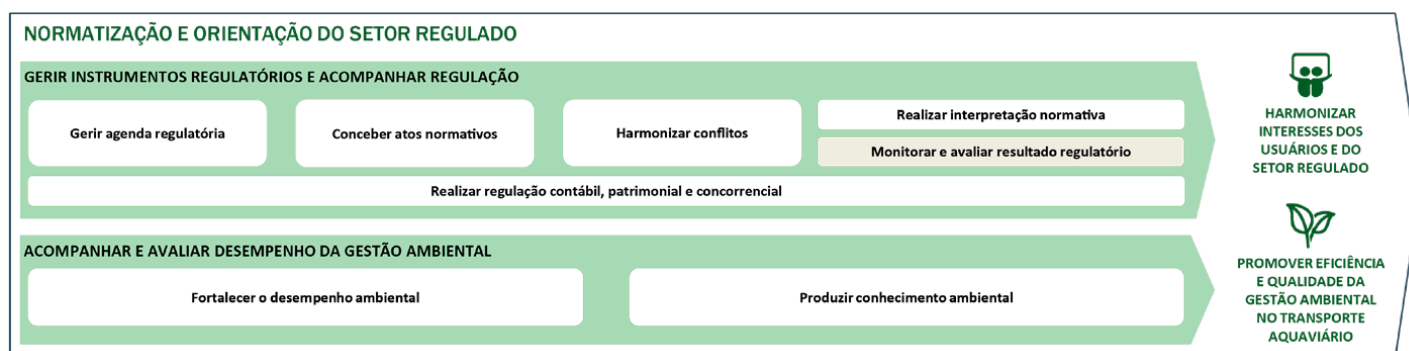 NORMATIZAÇÃO E ORIENTAÇÃO DO SETOR REGULADO
GERIR INSTRUMENTOS REGULATÓRIOS E ACOMPANHAR REGULAÇÃO
Gerir agenda regulatória
Conceber atos normativos
Harmonizar conflitos
Realizar interpretação normativa
Monitorar e avaliar resultado regulatório
Realizar regulação contábil, patrimonial e concorrencial
HARMONIZAR
INTERESSES DOS
USUÁRIOS E DO
SETOR REGULADO
ACOMPANHAR E AVALIAR DESEMPENHO DA GESTÃO AMBIENTAL
Fortalecer o desempenho ambiental
Produzir conhecimento ambiental
PROMOVER EFICIÊNCIA
E QUALIDADE DA
GESTÃO AMBIENTAL
NO TRANSPORTE
AQUAVIÁRIO